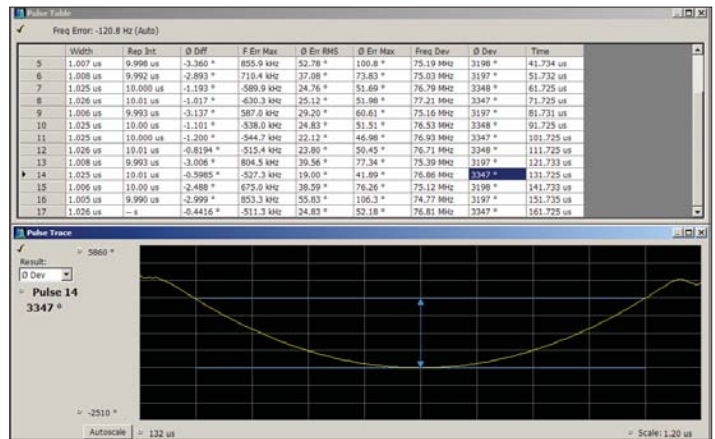 Pulse Table
Freq Error: -120.8 Hz (Auto)
Width Rep Int Ø Diff F Err Max Ø Err RMS Ø Err Max Freq Dev Ø Dev Time
5 1.007 us 9.998 us -3.360 ° 855.9 kHz 52.78 ° 100.8 ° 75.19 MHz 3198 ° 41.734 us
6 1.008 us 9.992 us -2.893 ° 710.4 kHz 37.08 ° 73.83 ° 75.03 MHz 3197 ° 51.732 us
7 1.025 us 10.000 us -1.193 ° -589.9 kHz 24.76 ° 51.69 ° 76.79 MHz 3348 ° 61.725 us
8 1.026 us 10.01 us -1.017 ° -630.3 kHz 25.12 ° 51.98 ° 77.21 MHz 3347 ° 71.725 us
9 1.006 us 9.993 us -3.137 ° 587.0 kHz 29.20 ° 60.61 ° 75.16 MHz 3197 ° 81.731 us
10 1.025 us 10.00 us -1.101 ° -538.0 kHz 24.83 ° 51.51 ° 76.53 MHz 3348 ° 91.725 us
11 1.025 us 10.000 us -1.200 ° -544.7 kHz 22.12 ° 46.98 ° 76.93 MHz 3347 ° 101.725 us
12 1.026 us 10.01 us -0.8194 ° -515.4 kHz 23.80 ° 50.45 ° 76.71 MHz 3348 ° 111.725 us
13 1.008 us 9.993 us -3.006 ° 804.5 kHz 39.56 ° 77.34 ° 75.39 MHz 3197 ° 121.733 us
14 1.025 us 10.01 us -0.5985 ° -527.3 kHz 19.00 ° 41.89 ° 76.86 MHz 3347 ° 131.725 us
15 1.006 us 10.00 us -2.488 ° 675.0 kHz 38.59 ° 76.26 ° 75.12 MHz 3198 ° 141.733 us
16 1.005 us 9.990 us -2.999 ° 853.3 kHz 55.83 ° 106.3 ° 74.77 MHz 3197 ° 151.735 us
17 1.026 us -- s -0.4416 ° -511.3 kHz 24.83 ° 52.18 ° 76.81 MHz 3347 ° 161.725 us
Pulse Trace
5860 °
Result:
Ø Dev
Pulse 14
3347 °
-2510 °
Autoscale 132 us Scale: 1.20 us